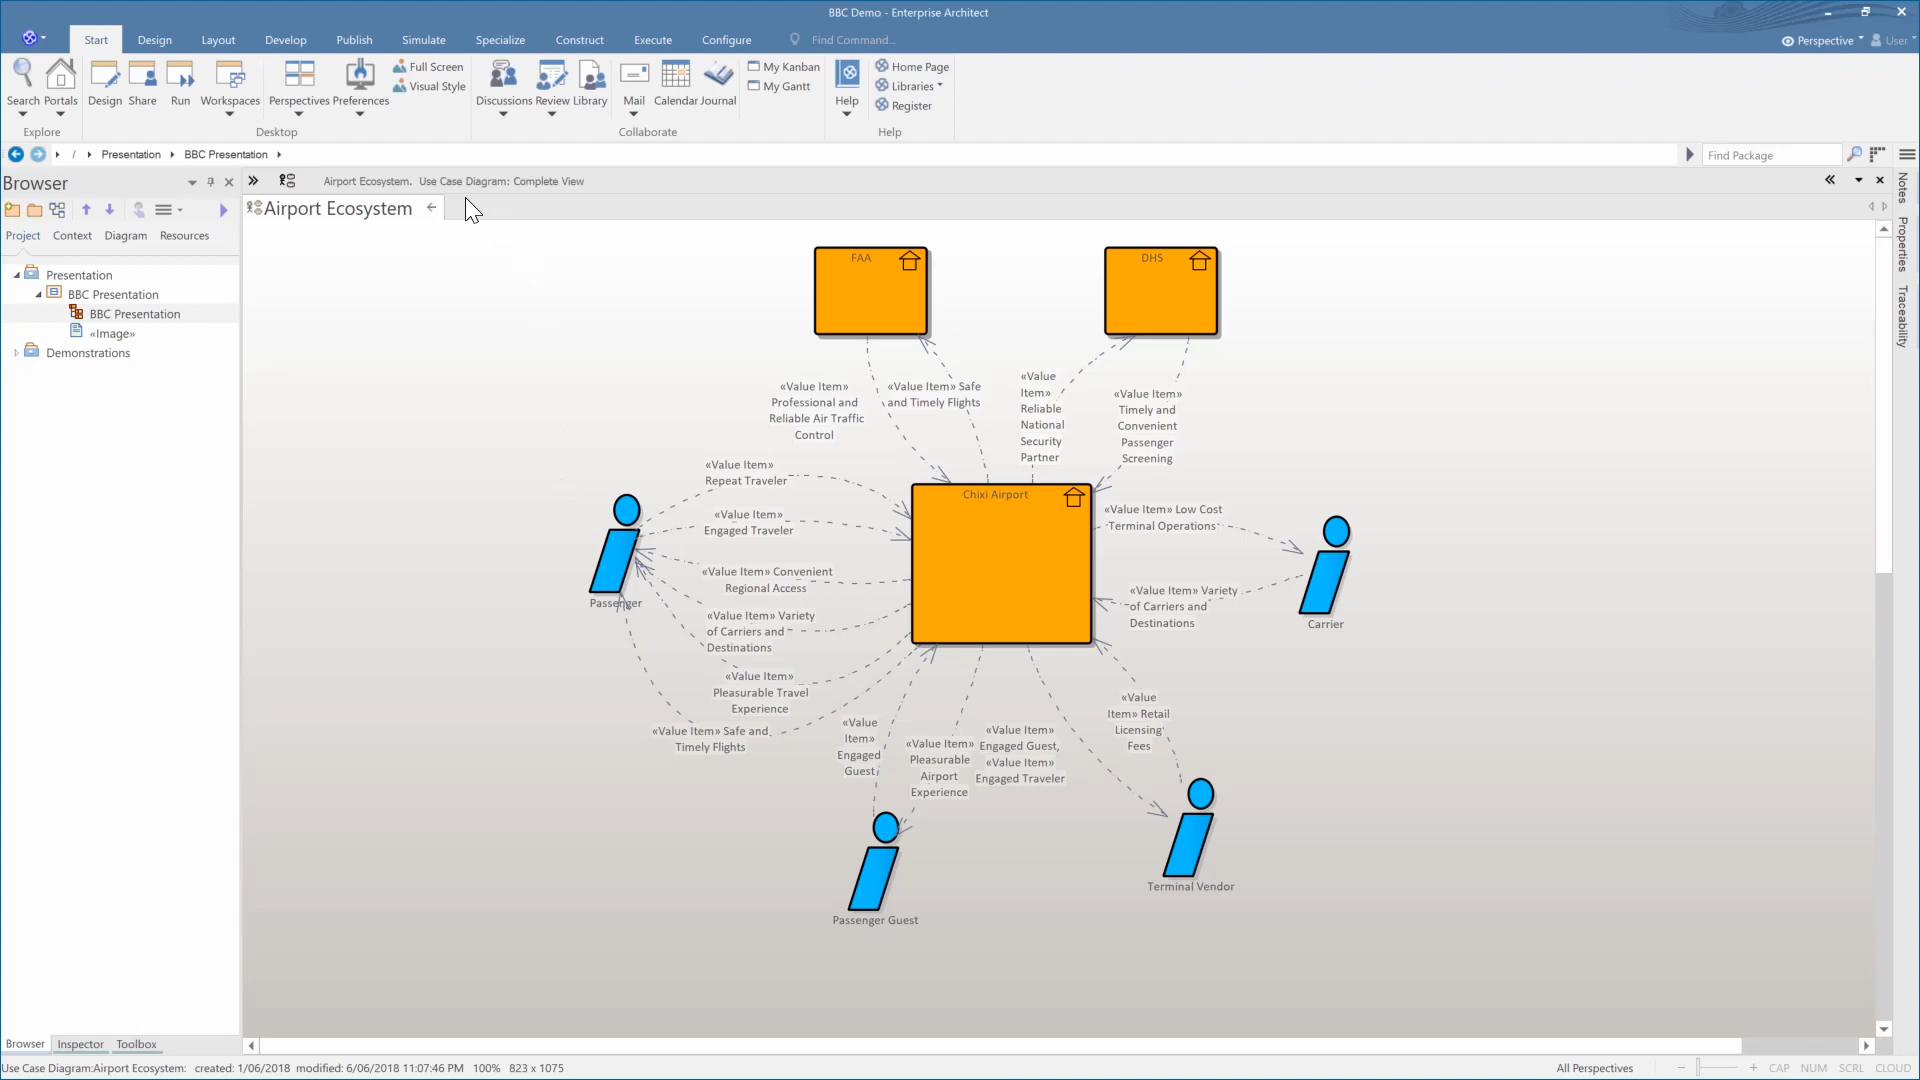 BBC Demo - Enterprise Architect
Start Design Layout Develop Publish Simulate Specialize Construct Execute Configure Find Command... Perspective User
Search Portals Design Share Run Workspaces Perspectives Preferences Full Screen Visual Style Discussions Review Library Mail Calendar Journal My Kanban My Gantt Help Home Page Libraries Register
Explore Desktop Collaborate Help
/ Presentation BBC Presentation Find Package
Browser
Airport Ecosystem. Use Case Diagram: Complete View
Airport Ecosystem
Project Context Diagram Resources
Presentation
BBC Presentation
BBC Presentation
«Image»
Demonstrations
Notes
Properties
Traceability
FAA
DHS
«Value Item»
Professional and
Reliable Air Traffic
Control
«Value Item» Safe
and Timely Flights
«Value
Item»
Reliable
National
Security
Partner
«Value Item»
Timely and
Convenient
Passenger
Screening
«Value Item»
Repeat Traveler
«Value Item»
Engaged Traveler
Chixi Airport
«Value Item» Low Cost
Terminal Operations
«Value Item» Convenient
Regional Access
Passenger
«Value Item» Variety
of Carriers and
Destinations
«Value Item» Variety
of Carriers and
Destinations
Carrier
«Value Item»
Pleasurable Travel
Experience
«Value Item» Safe and
Timely Flights
«Value
Item»
Engaged
Guest
«Value Item»
Pleasurable
Airport
Experience
«Value Item»
Engaged Guest,
«Value Item»
Engaged Traveler
«Value
Item» Retail
Licensing
Fees
Passenger Guest
Terminal Vendor
Browser Inspector Toolbox
Use Case Diagram:Airport Ecosystem: created: 1/06/2018 modified: 6/06/2018 11:07:46 PM 100% 823 x 1075 All Perspectives CAP NUM SCRL CLOUD